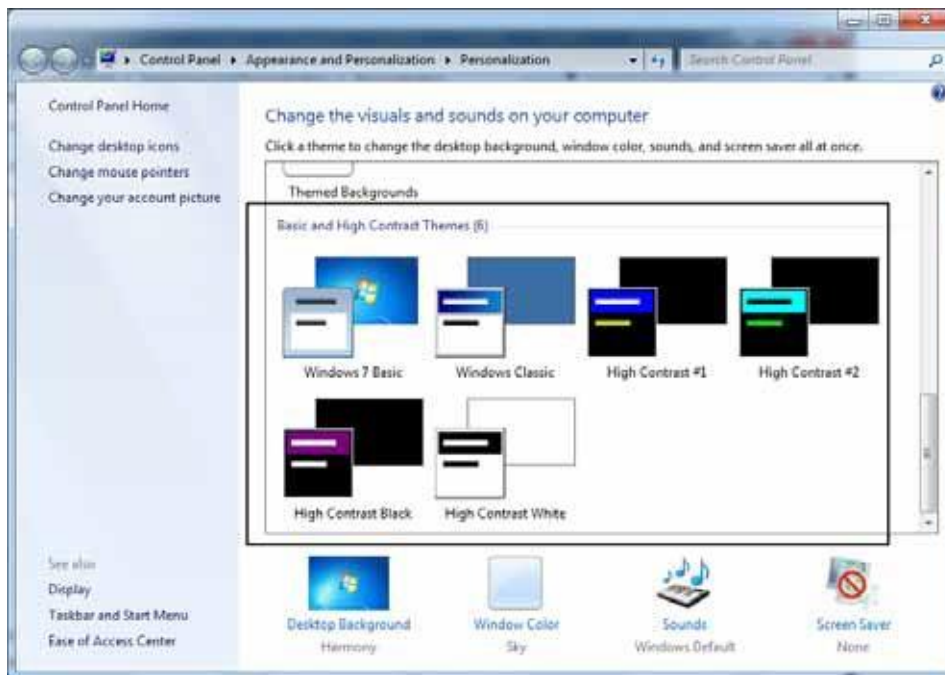 Control Panel ▸ Appearance and Personalization ▸ Personalization
Search Control Panel
Control Panel Home
Change desktop icons
Change mouse pointers
Change your account picture
Change the visuals and sounds on your computer
Click a theme to change the desktop background, window color, sounds, and screen saver all at once.
Themed Backgrounds
Basic and High Contrast Themes (6)
Windows 7 Basic
Windows Classic
High Contrast #1
High Contrast #2
High Contrast Black
High Contrast White
See also
Display
Taskbar and Start Menu
Ease of Access Center
Desktop Background
Harmony
Window Color
Sky
Sounds
Windows Default
Screen Saver
None